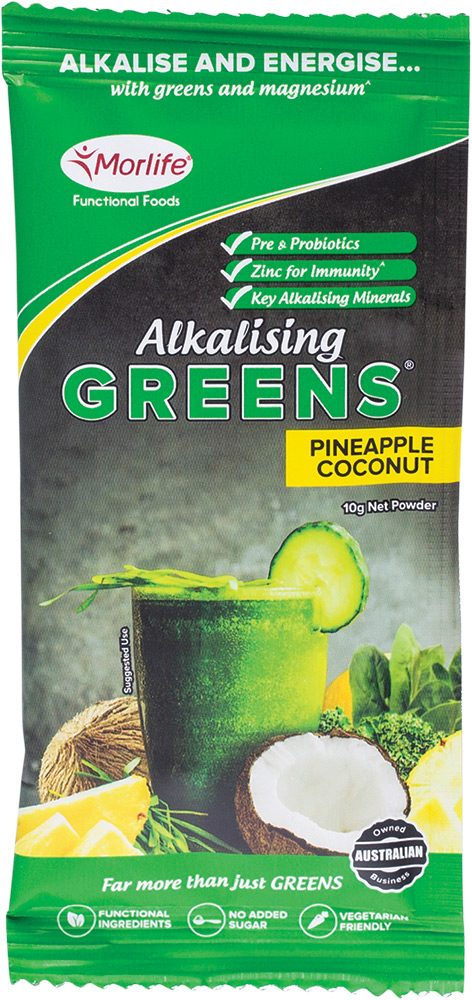 ALKALISE AND ENERGISE...
with greens and magnesium^
Morlife®
Functional Foods
Pre & Probiotics
Zinc for Immunity^
Key Alkalising Minerals
Alkalising
GREENS®
PINEAPPLE
COCONUT
10g Net Powder
Suggested Use
Owned
AUSTRALIAN
Business
Far more than just GREENS
FUNCTIONAL
INGREDIENTS
NO ADDED
SUGAR
VEGETARIAN
FRIENDLY